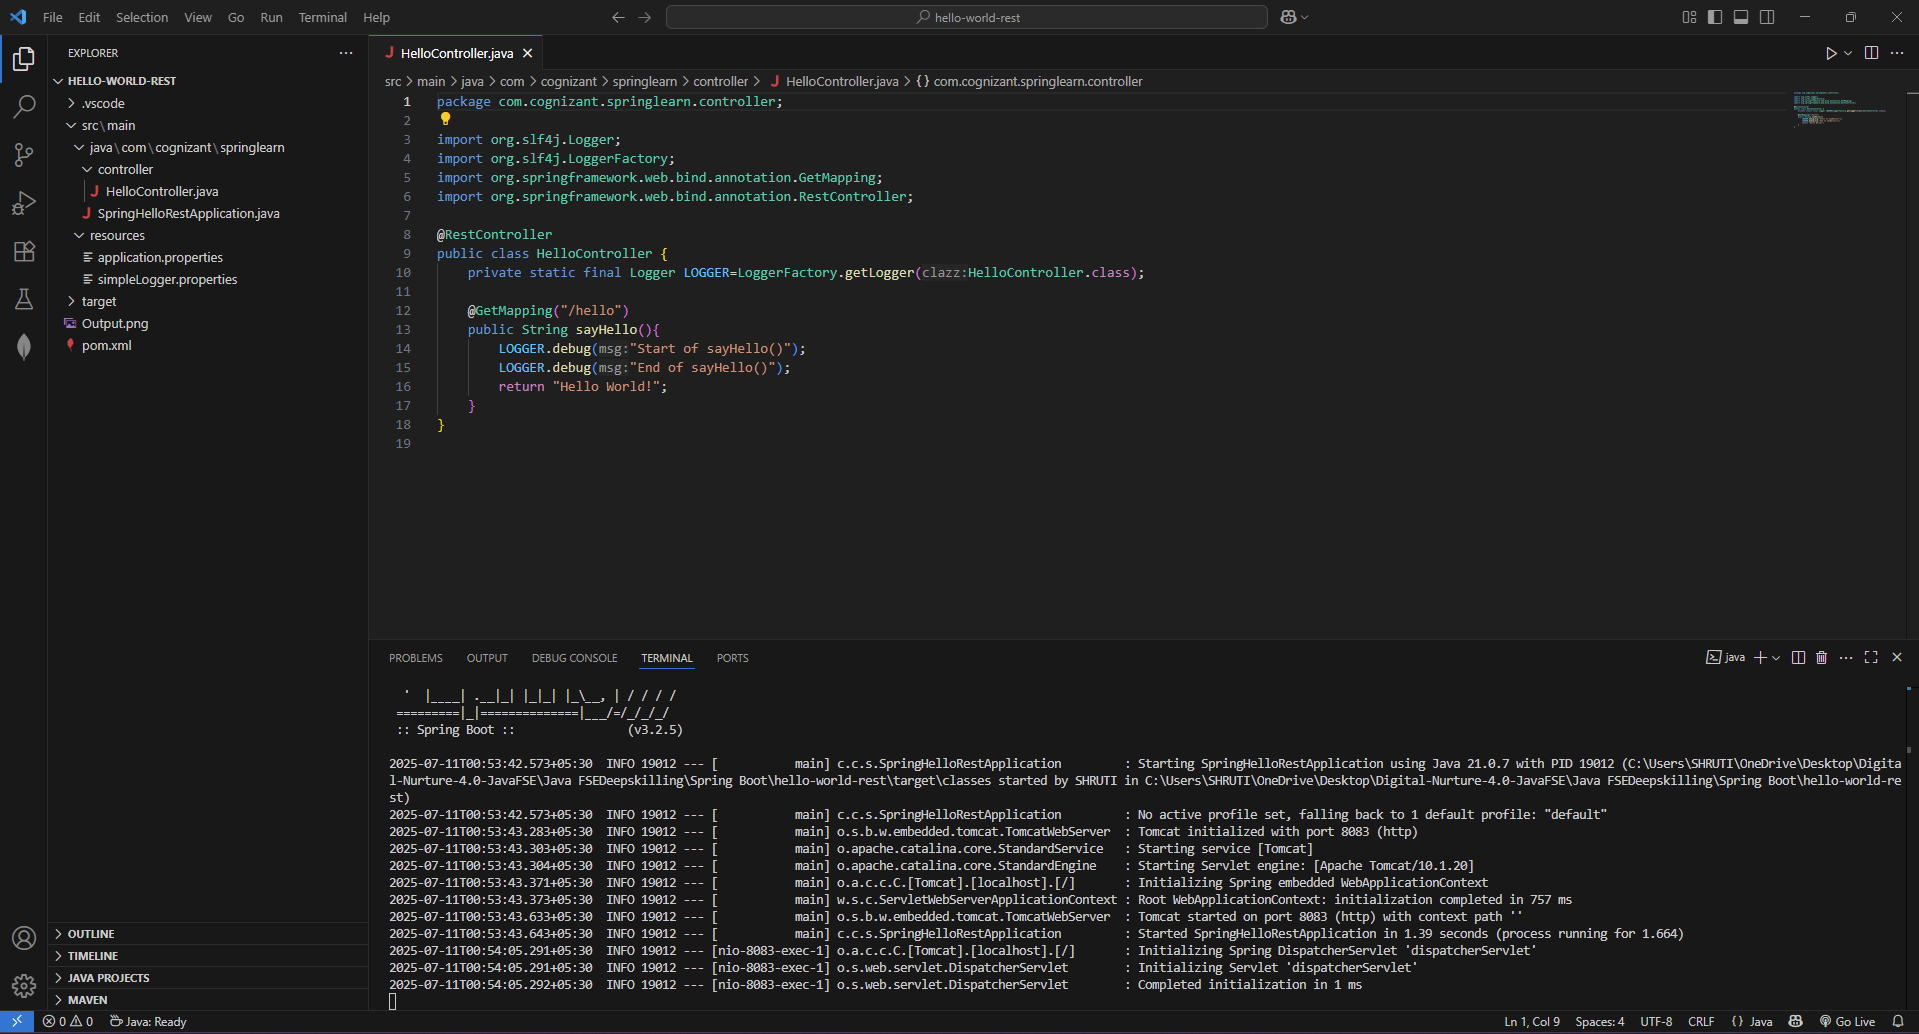 File Edit Selection View Go Run Terminal Help
hello-world-rest
EXPLORER
HELLO-WORLD-REST
.vscode
src\main
java\com\cognizant\springlearn
controller
HelloController.java
SpringHelloRestApplication.java
resources
application.properties
simpleLogger.properties
target
Output.png
pom.xml
OUTLINE
TIMELINE
JAVA PROJECTS
MAVEN
HelloController.java
src > main > java > com > cognizant > springlearn > controller > HelloController.java > {} com.cognizant.springlearn.controller
1 package com.cognizant.springlearn.controller;
2
3 import org.slf4j.Logger;
4 import org.slf4j.LoggerFactory;
5 import org.springframework.web.bind.annotation.GetMapping;
6 import org.springframework.web.bind.annotation.RestController;
7
8 @RestController
9 public class HelloController {
10 private static final Logger LOGGER=LoggerFactory.getLogger(clazz:HelloController.class);
11
12 @GetMapping("/hello")
13 public String sayHello(){
14 LOGGER.debug(msg:"Start of sayHello()");
15 LOGGER.debug(msg:"End of sayHello()");
16 return "Hello World!";
17 }
18 }
19
PROBLEMS OUTPUT DEBUG CONSOLE TERMINAL PORTS
java
'  |____| .__|_| |_|_| |_\__, | / / / /
=========|_|==============|___/=/_/_/_/
:: Spring Boot :: (v3.2.5)
2025-07-11T00:53:42.573+05:30 INFO 19012 --- [ main] c.c.s.SpringHelloRestApplication : Starting SpringHelloRestApplication using Java 21.0.7 with PID 19012 (C:\Users\SHRUTI\OneDrive\Desktop\Digita
l-Nurture-4.0-JavaFSE\Java FSEDeepskilling\Spring Boot\hello-world-rest\target\classes started by SHRUTI in C:\Users\SHRUTI\OneDrive\Desktop\Digital-Nurture-4.0-JavaFSE\Java FSEDeepskilling\Spring Boot\hello-world-re
st)
2025-07-11T00:53:42.573+05:30 INFO 19012 --- [ main] c.c.s.SpringHelloRestApplication : No active profile set, falling back to 1 default profile: "default"
2025-07-11T00:53:43.283+05:30 INFO 19012 --- [ main] o.s.b.w.embedded.tomcat.TomcatWebServer : Tomcat initialized with port 8083 (http)
2025-07-11T00:53:43.303+05:30 INFO 19012 --- [ main] o.apache.catalina.core.StandardService : Starting service [Tomcat]
2025-07-11T00:53:43.304+05:30 INFO 19012 --- [ main] o.apache.catalina.core.StandardEngine : Starting Servlet engine: [Apache Tomcat/10.1.20]
2025-07-11T00:53:43.371+05:30 INFO 19012 --- [ main] o.a.c.c.C.[Tomcat].[localhost].[/] : Initializing Spring embedded WebApplicationContext
2025-07-11T00:53:43.373+05:30 INFO 19012 --- [ main] w.s.c.ServletWebServerApplicationContext : Root WebApplicationContext: initialization completed in 757 ms
2025-07-11T00:53:43.633+05:30 INFO 19012 --- [ main] o.s.b.w.embedded.tomcat.TomcatWebServer : Tomcat started on port 8083 (http) with context path ''
2025-07-11T00:53:43.643+05:30 INFO 19012 --- [ main] c.c.s.SpringHelloRestApplication : Started SpringHelloRestApplication in 1.39 seconds (process running for 1.664)
2025-07-11T00:54:05.291+05:30 INFO 19012 --- [nio-8083-exec-1] o.a.c.c.C.[Tomcat].[localhost].[/] : Initializing Spring DispatcherServlet 'dispatcherServlet'
2025-07-11T00:54:05.291+05:30 INFO 19012 --- [nio-8083-exec-1] o.s.web.servlet.DispatcherServlet : Initializing Servlet 'dispatcherServlet'
2025-07-11T00:54:05.292+05:30 INFO 19012 --- [nio-8083-exec-1] o.s.web.servlet.DispatcherServlet : Completed initialization in 1 ms
0 0 Java: Ready Ln 1, Col 9 Spaces: 4 UTF-8 CRLF {} Java Go Live